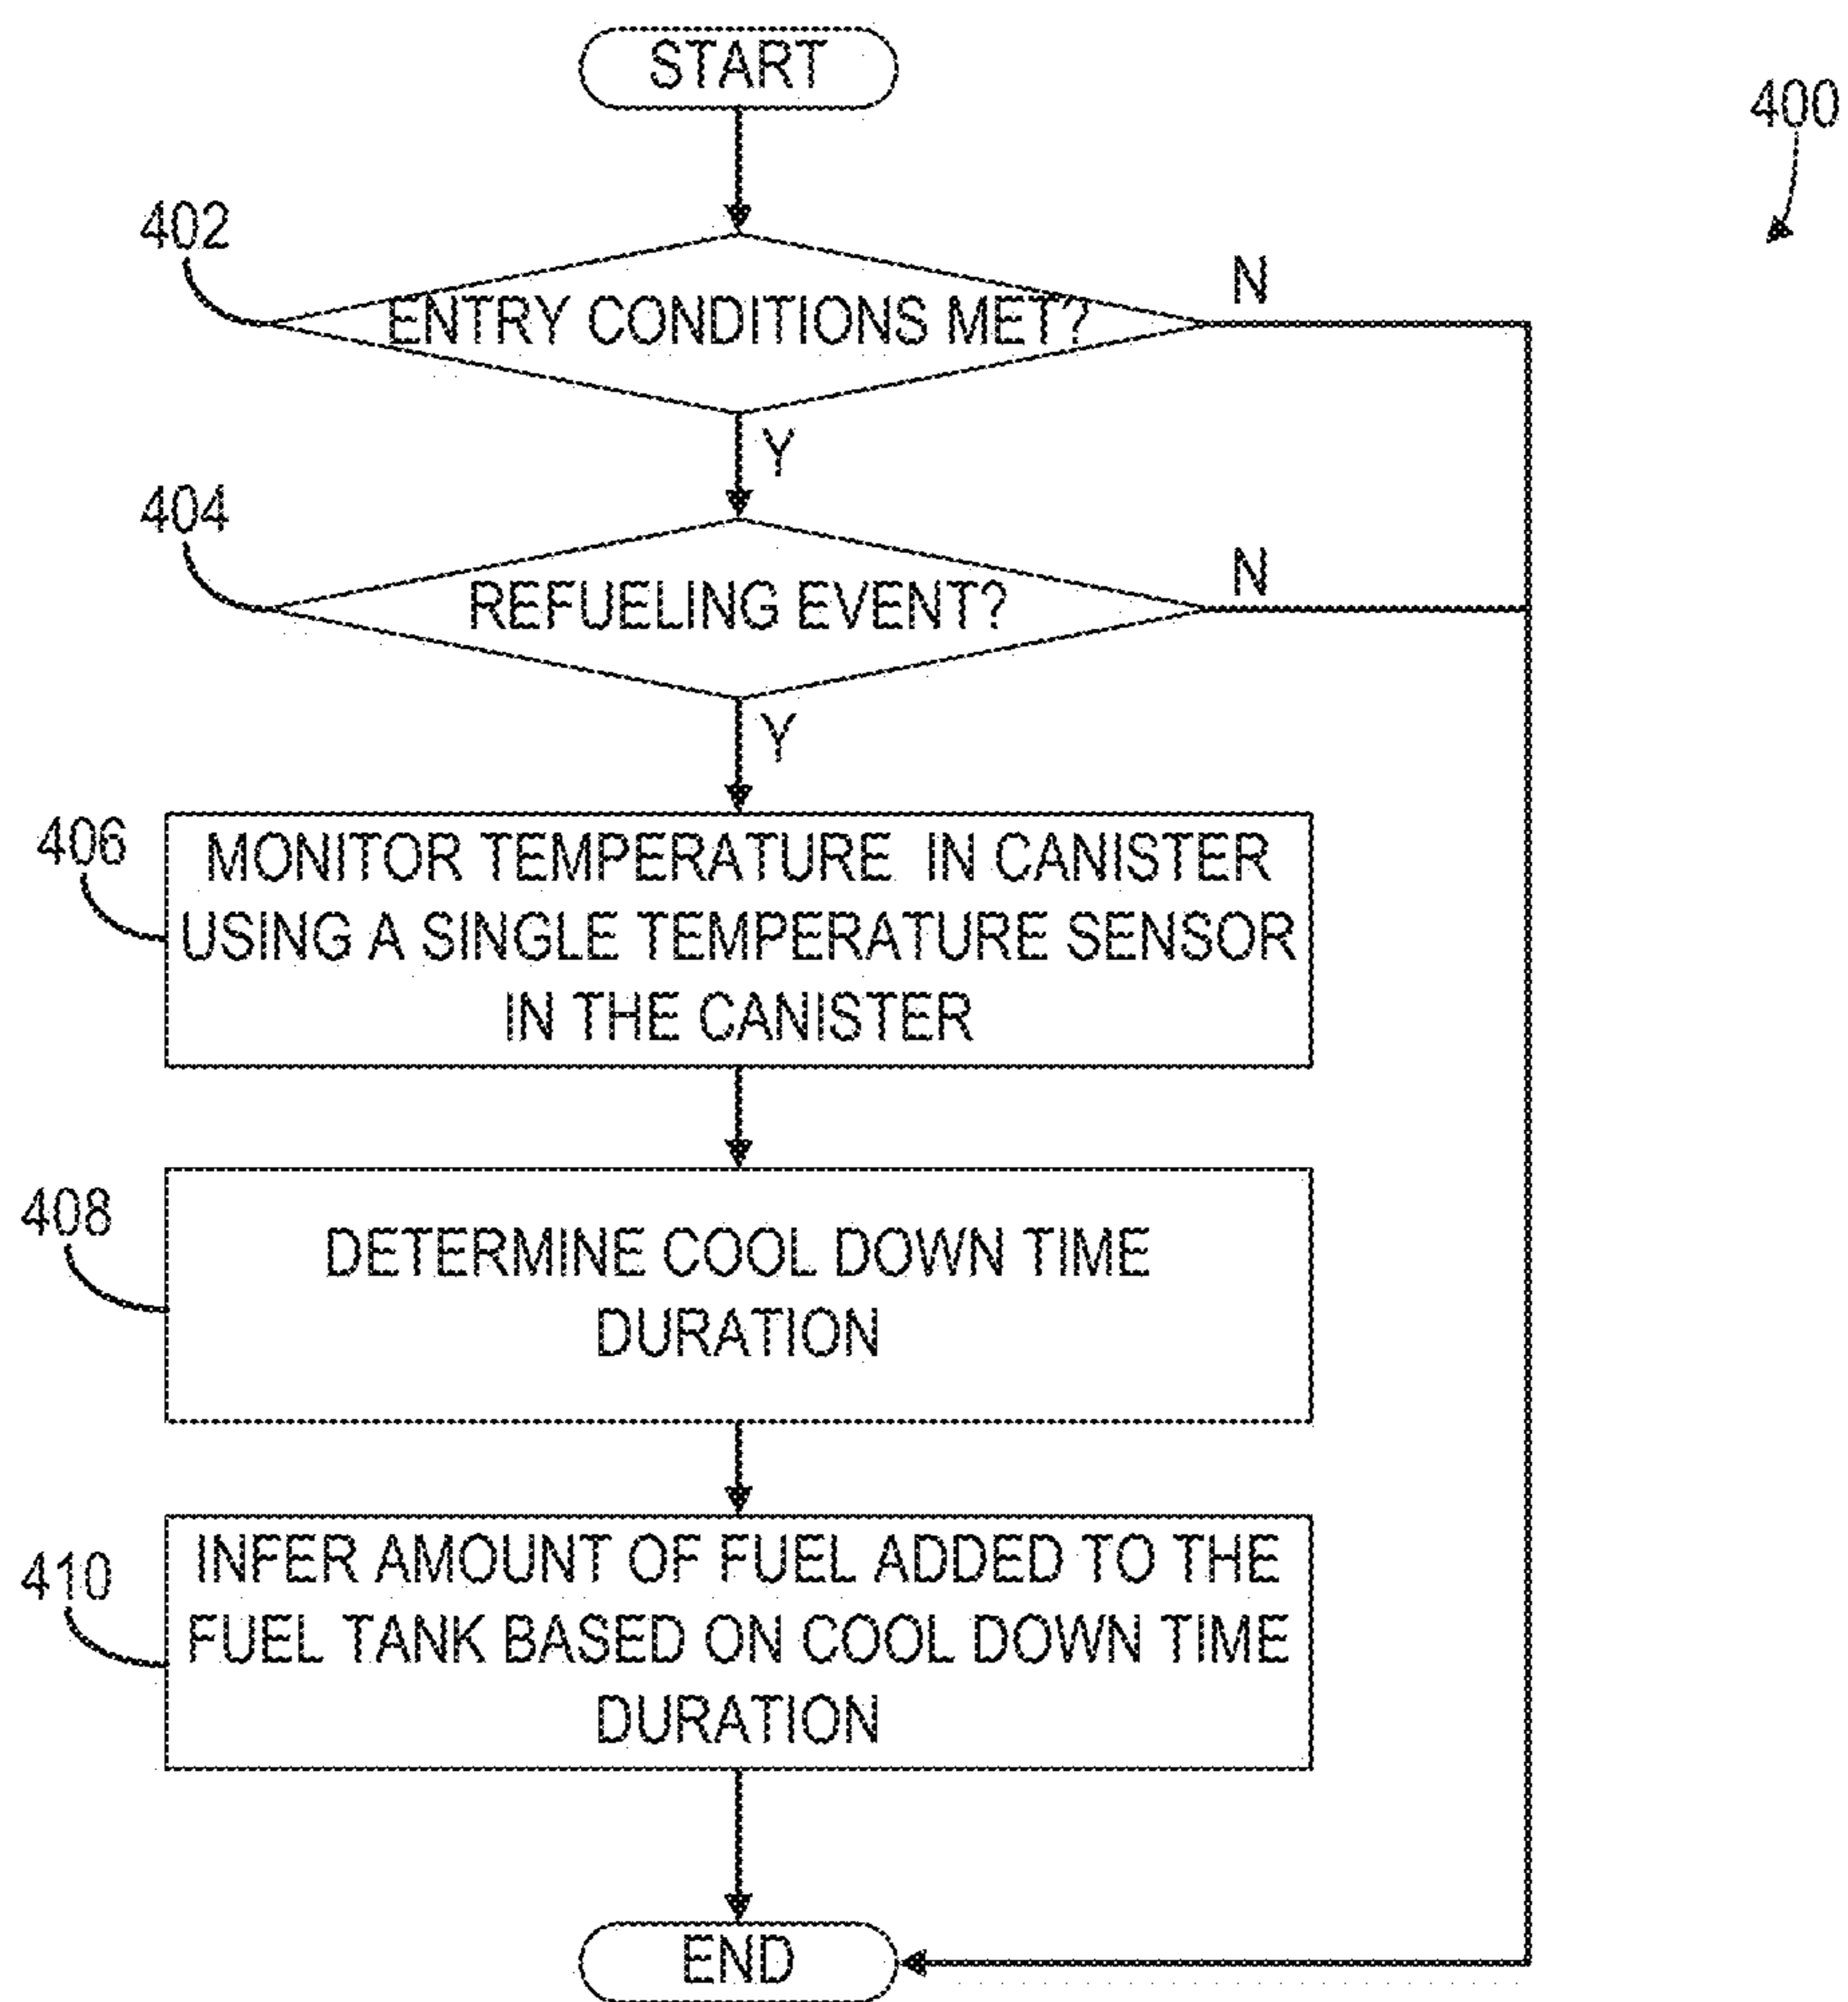 START
400
402
ENTRY CONDITIONS MET?
N
Y
404
REFUELING EVENT?
N
Y
406
MONITOR TEMPERATURE IN CANISTER
USING A SINGLE TEMPERATURE SENSOR
IN THE CANISTER
408
DETERMINE COOL DOWN TIME
DURATION
410
INFER AMOUNT OF FUEL ADDED TO THE
FUEL TANK BASED ON COOL DOWN TIME
DURATION
END